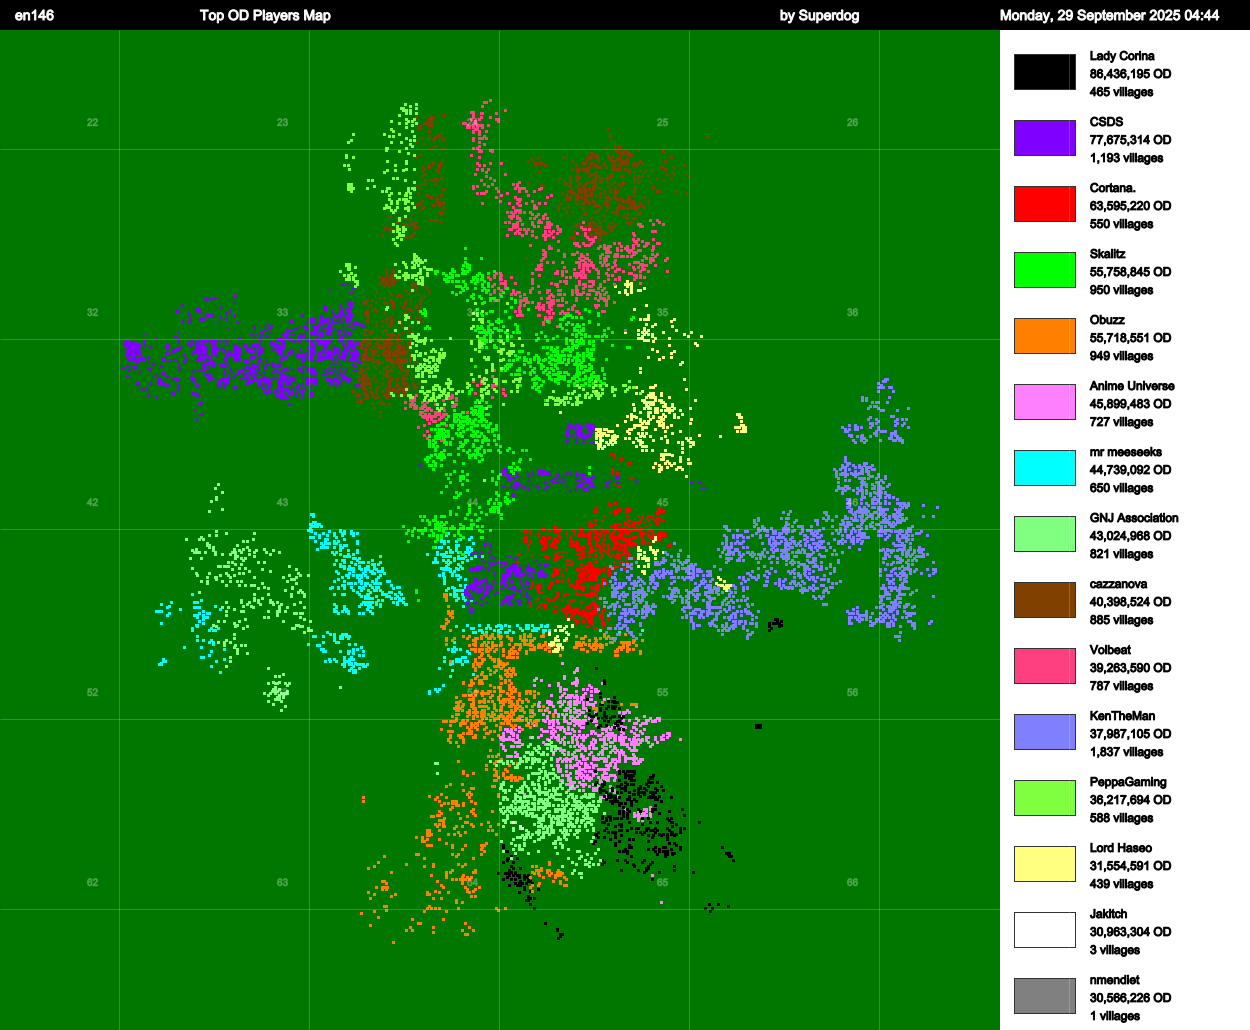 en146 Top OD Players Map by Superdog Monday, 29 September 2025 04:44
Lady Corina
86,436,195 OD
465 villages
CSDS
77,675,314 OD
1,193 villages
Cortana.
63,595,220 OD
550 villages
Skalitz
55,758,845 OD
950 villages
Obuzz
55,718,551 OD
949 villages
Anime Universe
45,899,483 OD
727 villages
mr meeseeks
44,739,092 OD
650 villages
GNJ Association
43,024,968 OD
821 villages
cazzanova
40,398,524 OD
885 villages
Volbeat
39,263,590 OD
787 villages
KenTheMan
37,987,105 OD
1,837 villages
PeppaGaming
36,217,694 OD
588 villages
Lord Haseo
31,554,591 OD
439 villages
Jakitch
30,963,304 OD
3 villages
nmendiet
30,566,226 OD
1 villages
22 23 25 26
32 33 34 35 36
42 43 44 45
52 55 56
62 63 64 65 66